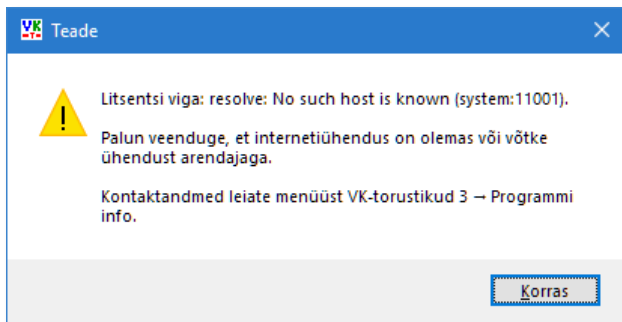 VK
-T-
Teade
Litsentsi viga: resolve: No such host is known (system:11001).
Palun veenduge, et internetiühendus on olemas või võtke
ühendust arendajaga.
Kontaktandmed leiate menüüst VK-torustikud 3 → Programmi
info.
Korras